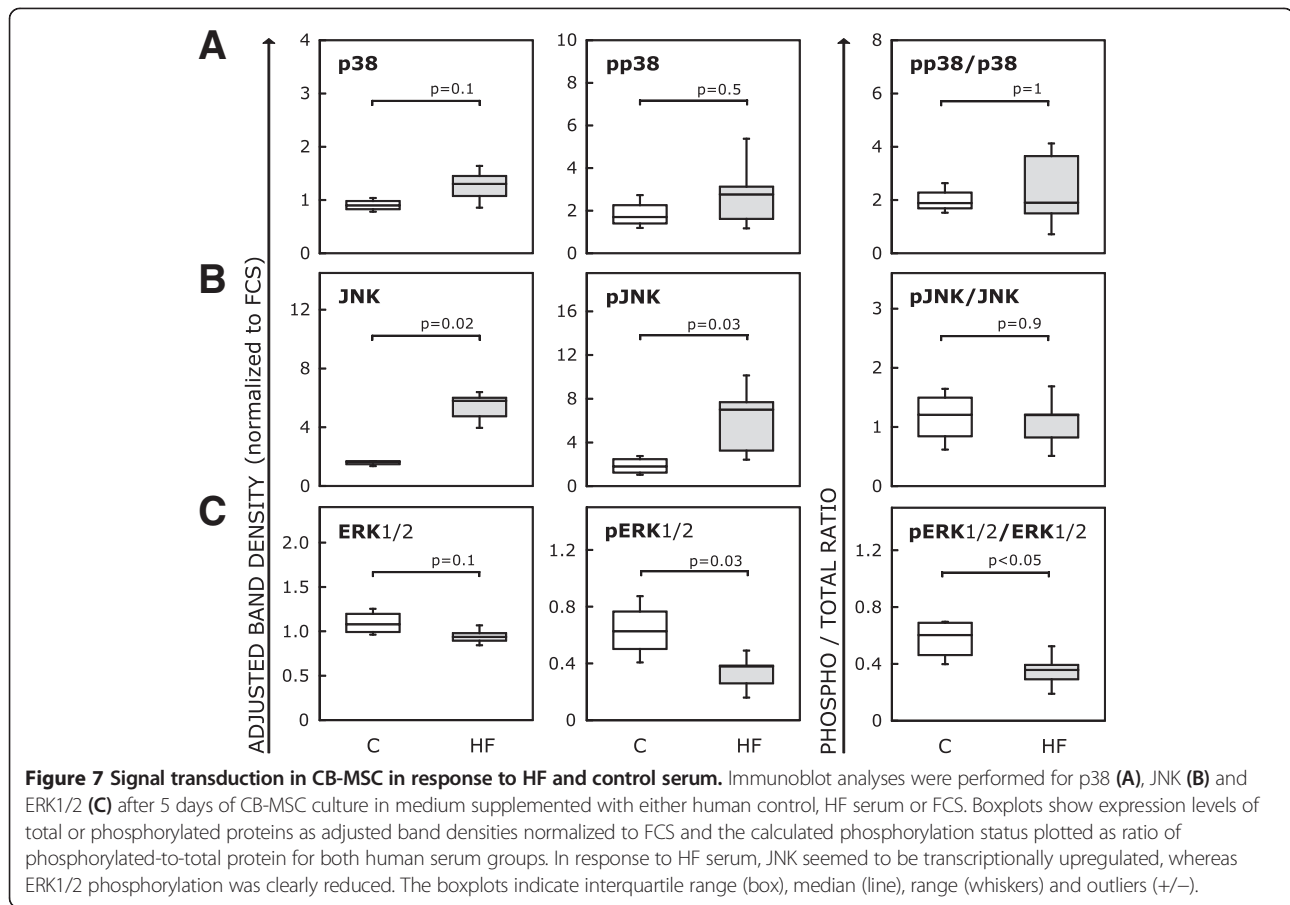 A
ADJUSTED BAND DENSITY (normalized to FCS)
p38
p=0.1
4
3
2
1
0
pp38
p=0.5
10
8
6
4
2
0
PHOSPHO / TOTAL RATIO
pp38/p38
p=1
8
6
4
2
0
B
JNK
p=0.02
12
8
4
0
pJNK
p=0.03
16
12
8
4
0
pJNK/JNK
p=0.9
3
2
1
0
C
ERK1/2
p=0.1
2.0
1.5
1.0
0.5
0
C HF
pERK1/2
p=0.03
1.2
0.8
0.4
0
C HF
pERK1/2/ERK1/2
p<0.05
1.2
0.8
0.4
0
C HF
Figure 7 Signal transduction in CB-MSC in response to HF and control serum. Immunoblot analyses were performed for p38 (A), JNK (B) and
ERK1/2 (C) after 5 days of CB-MSC culture in medium supplemented with either human control, HF serum or FCS. Boxplots show expression levels of
total or phosphorylated proteins as adjusted band densities normalized to FCS and the calculated phosphorylation status plotted as ratio of
phosphorylated-to-total protein for both human serum groups. In response to HF serum, JNK seemed to be transcriptionally upregulated, whereas
ERK1/2 phosphorylation was clearly reduced. The boxplots indicate interquartile range (box), median (line), range (whiskers) and outliers (+/−).